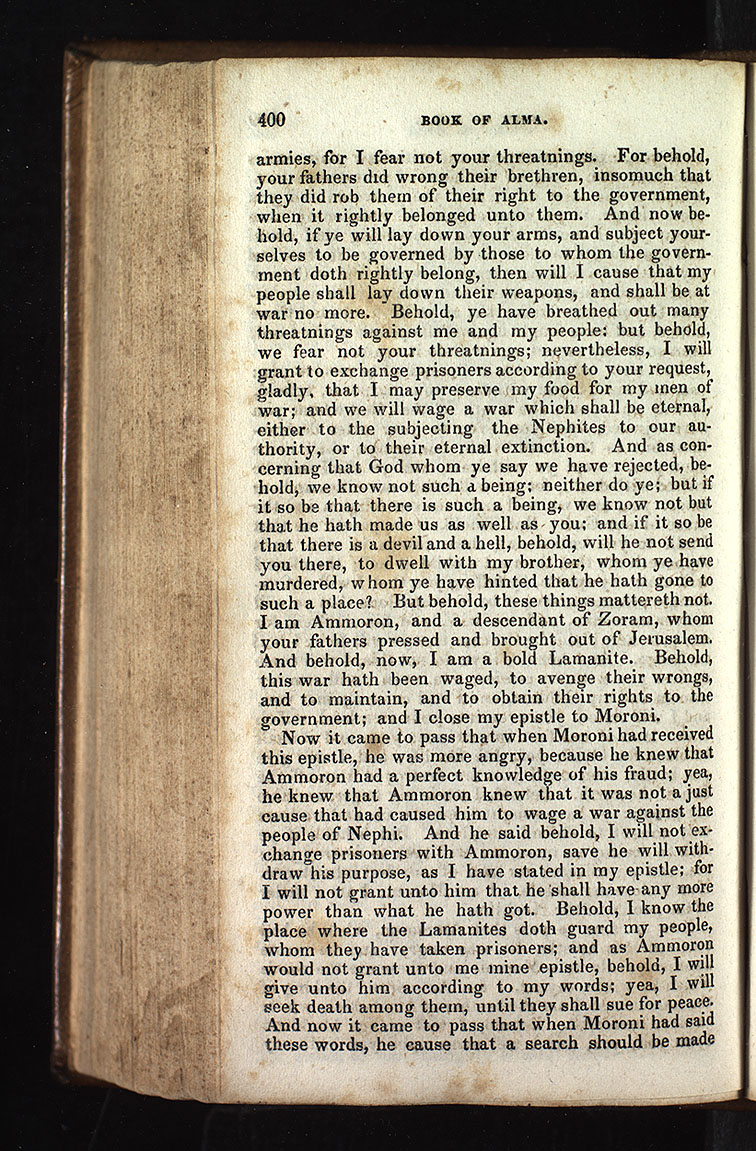 400 BOOK OF ALMA.
armies, for I fear not your threatnings. For behold,
your fathers did wrong their brethren, insomuch that
they did rob them of their right to the government,
when it rightly belonged unto them. And now be-
hold, if ye will lay down your arms, and subject your-
selves to be governed by those to whom the govern-
ment doth rightly belong, then will I cause that my
people shall lay down their weapons, and shall be at
war no more. Behold, ye have breathed out many
threatnings against me and my people: but behold,
we fear not your threatnings; nevertheless, I will
grant to exchange prisoners according to your request,
gladly, that I may preserve my food for my men of
war; and we will wage a war which shall be eternal,
either to the subjecting the Nephites to our au-
thority, or to their eternal extinction. And as con-
cerning that God whom ye say we have rejected, be-
hold, we know not such a being: neither do ye; but if
it so be that there is such a being, we know not but
that he hath made us as well as you; and if it so be
that there is a devil and a hell, behold, will he not send
you there, to dwell with my brother, whom ye have
murdered, whom ye have hinted that he hath gone to
such a place? But behold, these things mattereth not.
I am Ammoron, and a descendant of Zoram, whom
your fathers pressed and brought out of Jerusalem.
And behold, now, I am a bold Lamanite. Behold,
this war hath been waged, to avenge their wrongs,
and to maintain, and to obtain their rights to the
government; and I close my epistle to Moroni.
Now it came to pass that when Moroni had received
this epistle, he was more angry, because he knew that
Ammoron had a perfect knowledge of his fraud; yea,
he knew that Ammoron knew that it was not a just
cause that had caused him to wage a war against the
people of Nephi. And he said behold, I will not ex-
change prisoners with Ammoron, save he will with-
draw his purpose, as I have stated in my epistle; for
I will not grant unto him that he shall have any more
power than what he hath got. Behold, I know the
place where the Lamanites doth guard my people,
whom they have taken prisoners; and as Ammoron
would not grant unto me mine epistle, behold, I will
give unto him according to my words; yea, I will
seek death among them, until they shall sue for peace.
And now it came to pass that when Moroni had said
these words, he cause that a search should be made